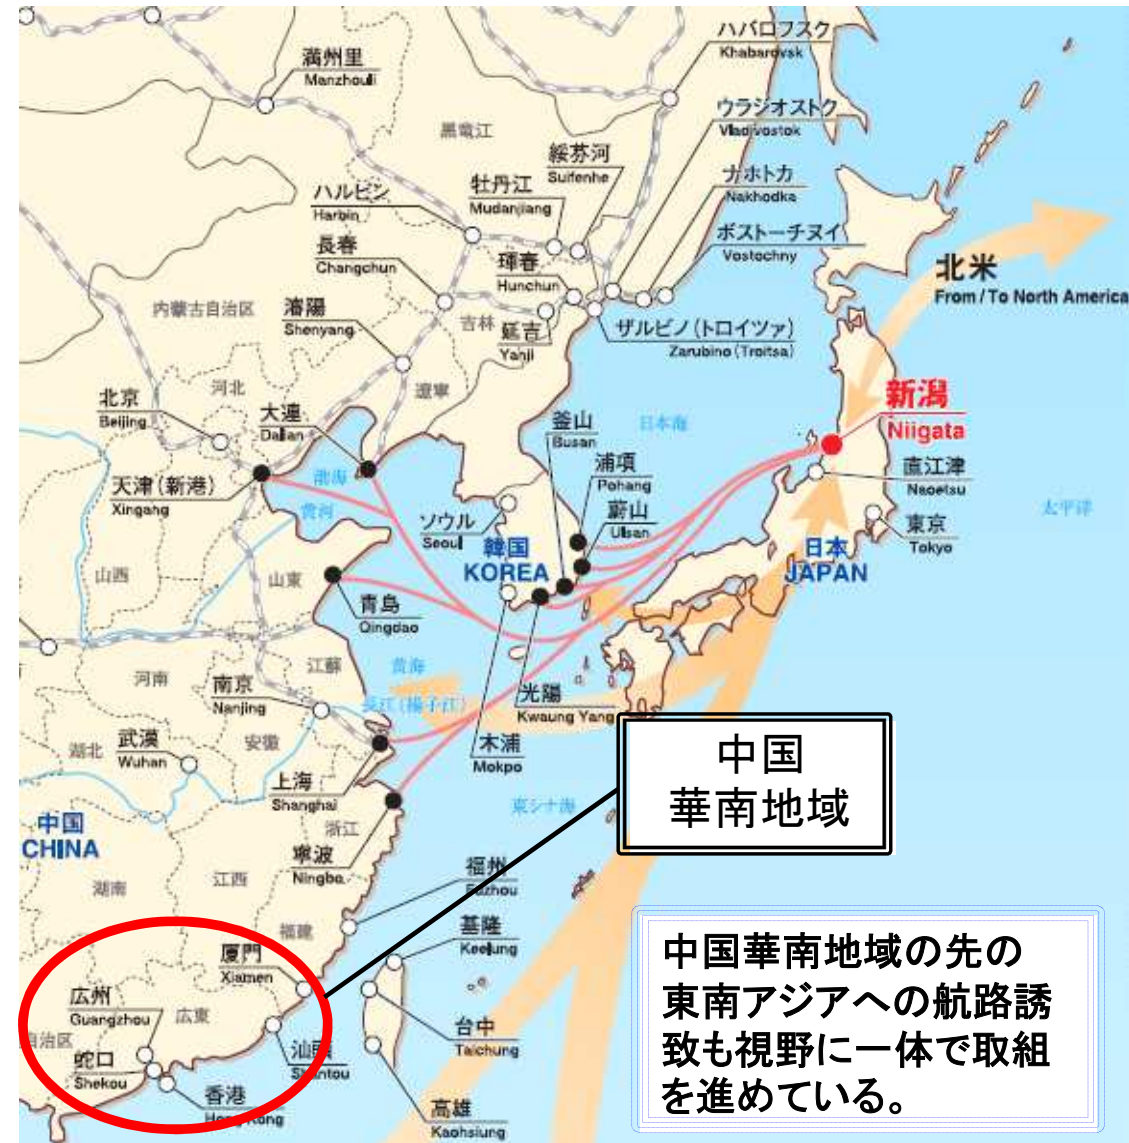 ハバロフスク
Khabarovsk
満州里
Manzhouli
ウラジオストク
Vladivostok
黒竜江
綏芬河
Suifenhe
牡丹江
Mudanjiang
ナホトカ
Nakhodka
ハルビン
Harbin
ボストーチヌイ
Vostochny
長春
Changchun
琿春
Hunchun
北米
From / To North America
内蒙古自治区
瀋陽
Shenyang
吉林
延吉
Yanji
ザルビノ(トロイツァ)
Zarubino (Troitsa)
河北
遼寧
北京
Beijing
大連
Dalian
釜山
Busan
日本海
新潟
Niigata
浦項
Pohang
直江津
Naoetsu
天津(新港)
Xingang
渤海
黄河
ソウル
Seoul
蔚山
Ulsan
東京
Tokyo
太平洋
韓国
KOREA
日本
JAPAN
山西
山東
青島
Qingdao
河南
江蘇
黄海
南京
Nanjing
長江(揚子江)
光陽
Kwaung Yang
湖北
武漢
Wuhan
安徽
木浦
Mokpo
上海
Shanghai
東シナ海
中国
華南地域
中国
CHINA
浙江
寧波
Ningbo
湖南
江西
福州
Fuzhou
福建
基隆
Keelung
厦門
Xiamen
広州
Guangzhou
広東
自治区
台中
Taichung
汕頭
Shantou
蛇口
Shekou
香港
Hong Kong
高雄
Kaohsiung
中国華南地域の先の
東南アジアへの航路誘
致も視野に一体で取組
を進めている。